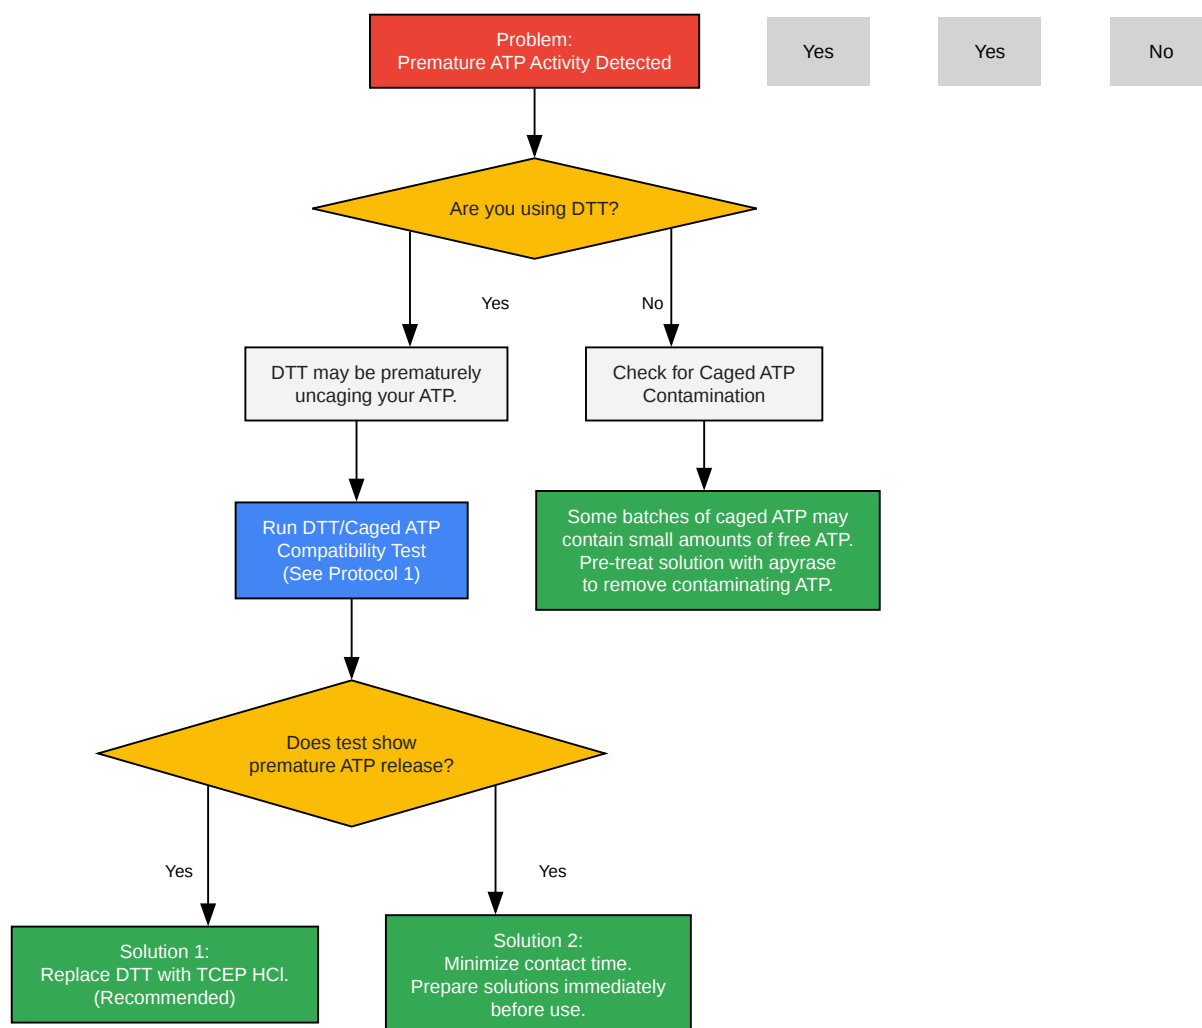 Problem:
Premature ATP Activity Detected
Yes
Yes
No
Are you using DTT?
Yes
No
DTT may be prematurely
uncaging your ATP.
Check for Caged ATP
Contamination
Run DTT/Caged ATP
Compatibility Test
(See Protocol 1)
Some batches of caged ATP may
contain small amounts of free ATP.
Pre-treat solution with apyrase
to remove contaminating ATP.
Does test show
premature ATP release?
Yes
Yes
Solution 1:
Replace DTT with TCEP HCl.
(Recommended)
Solution 2:
Minimize contact time.
Prepare solutions immediately
before use.